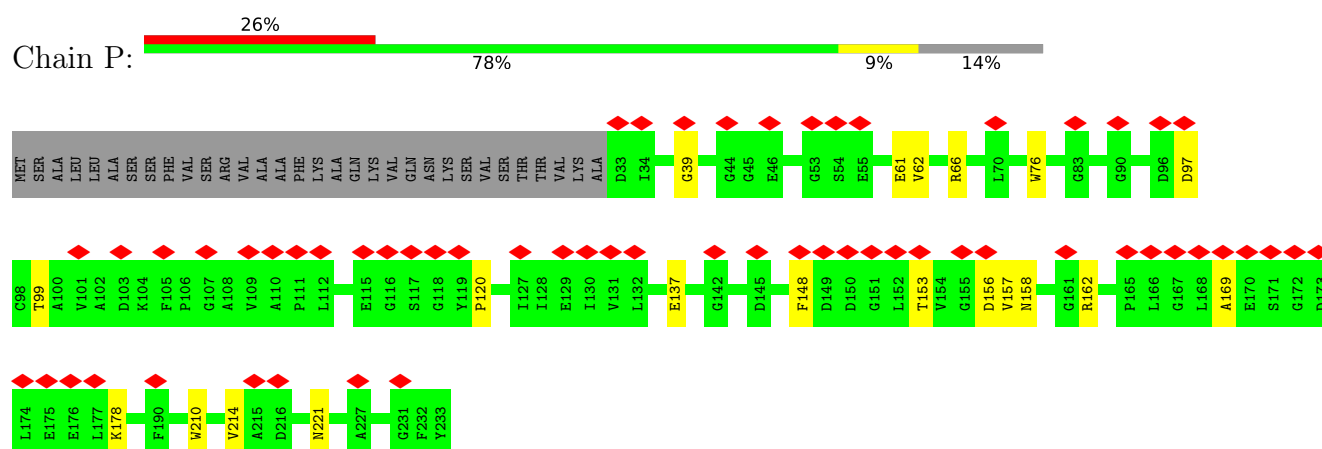 26%
Chain P:
78% 9% 14%
MET SER ALA LEU LEU ALA SER SER PHE VAL SER ARG VAL ALA ALA PHE LYS ALA GLN LYS VAL GLN ASN LYS SER VAL SER THR THR VAL LYS ALA D33 I34 G39 G44 G45 E46 G53 S54 E55 E61 V62 R66 L70 W76 G83 G90 D96 D97
C98 T99 A100 V101 A102 D103 K104 F105 P106 G107 A108 V109 A110 P111 L112 E115 G116 S117 G118 Y119 P120 I127 I128 E129 I130 V131 L132 E137 G142 D145 F148 D149 D150 G151 L152 T153 V154 G155 D156 V157 N158 G161 R162 P165 L166 G167 L168 A169 E170 S171 G172 D173
L174 E175 E176 L177 K178 F190 W210 V214 A215 D216 N221 A227 G231 F232 Y233